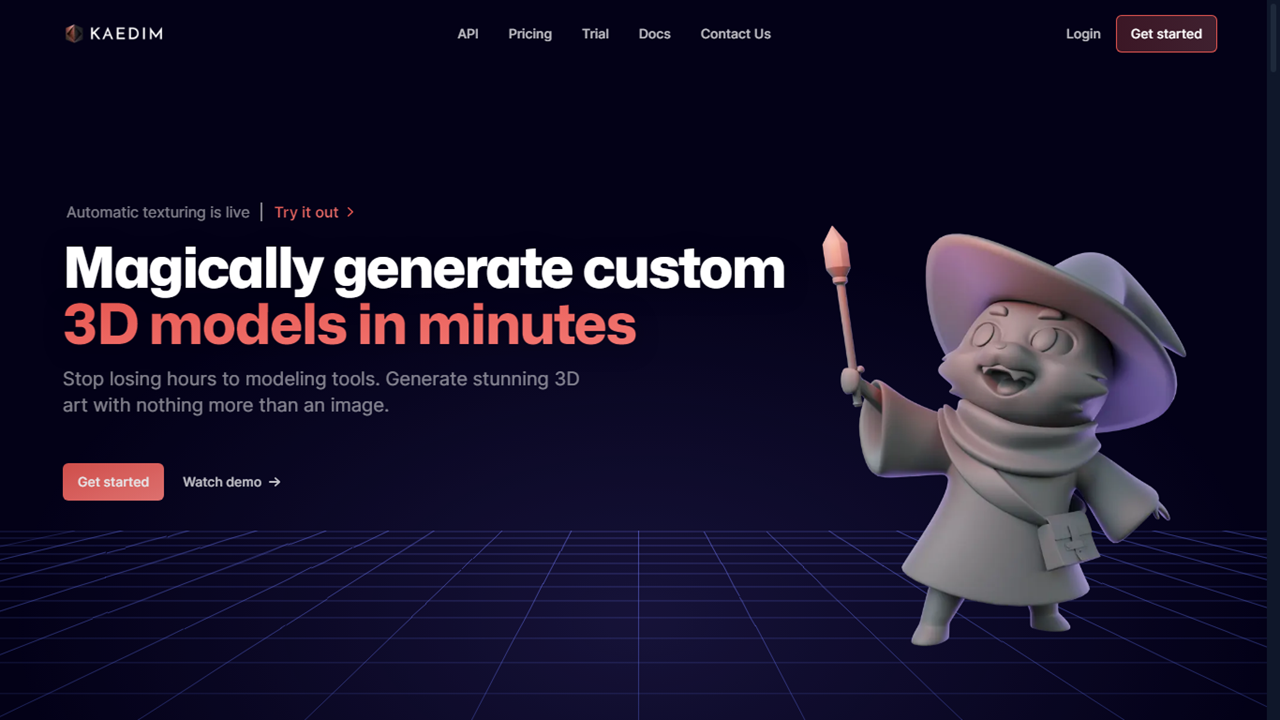 KAEDIM
API Pricing Trial Docs Contact Us
Login Get started
Automatic texturing is live | Try it out >
Magically generate custom
3D models in minutes
Stop losing hours to modeling tools. Generate stunning 3D
art with nothing more than an image.
Get started Watch demo →